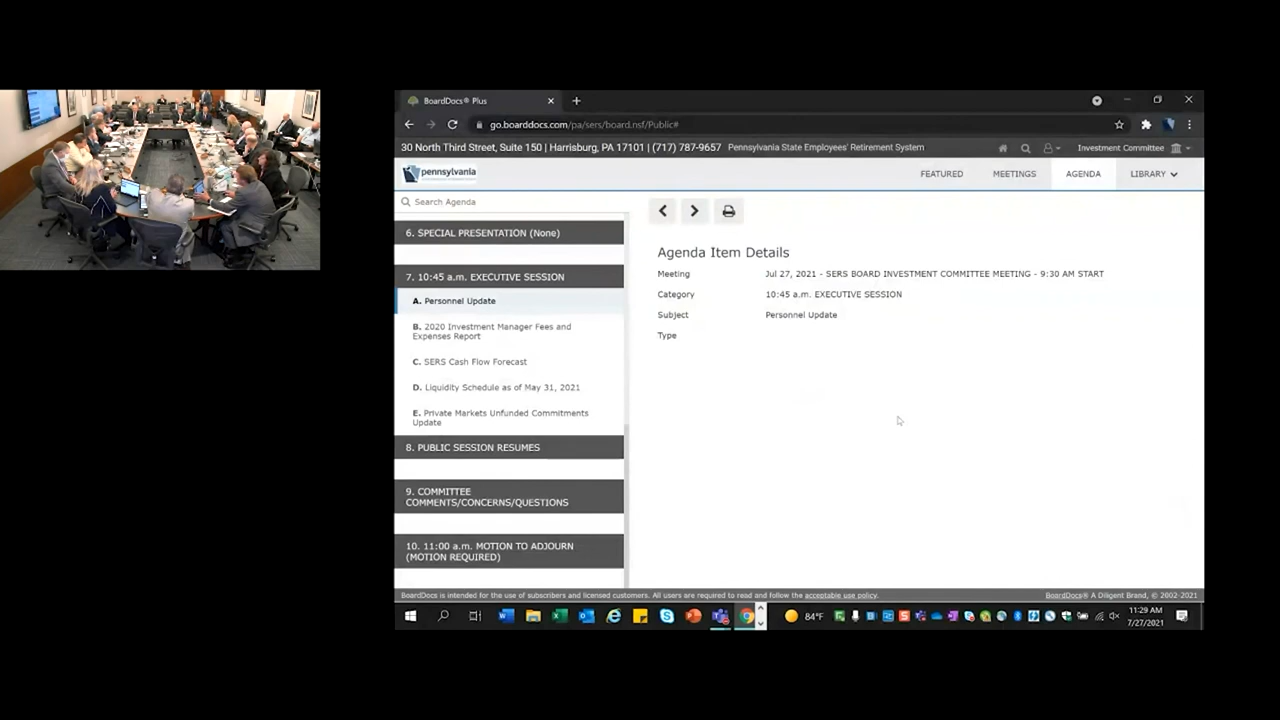 BoardDocs® Plus
go.boarddocs.com/pa/sers/board.nsf/Public#
30 North Third Street, Suite 150 | Harrisburg, PA 17101 | (717) 787-9657 Pennsylvania State Employees' Retirement System Investment Committee
pennsylvania
FEATURED MEETINGS AGENDA LIBRARY
Search Agenda
6. SPECIAL PRESENTATION (None)
7. 10:45 a.m. EXECUTIVE SESSION
A. Personnel Update
B. 2020 Investment Manager Fees and
Expenses Report
C. SERS Cash Flow Forecast
D. Liquidity Schedule as of May 31, 2021
E. Private Markets Unfunded Commitments
Update
8. PUBLIC SESSION RESUMES
9. COMMITTEE
COMMENTS/CONCERNS/QUESTIONS
10. 11:00 a.m. MOTION TO ADJOURN
(MOTION REQUIRED)
Agenda Item Details
Meeting Jul 27, 2021 - SERS BOARD INVESTMENT COMMITTEE MEETING - 9:30 AM START
Category 10:45 a.m. EXECUTIVE SESSION
Subject Personnel Update
Type
BoardDocs is intended for the use of subscribers and licensed customers. All users are required to read and follow the acceptable use policy. BoardDocs® A Diligent Brand, © 2002-2021
84°F
11:29 AM
7/27/2021